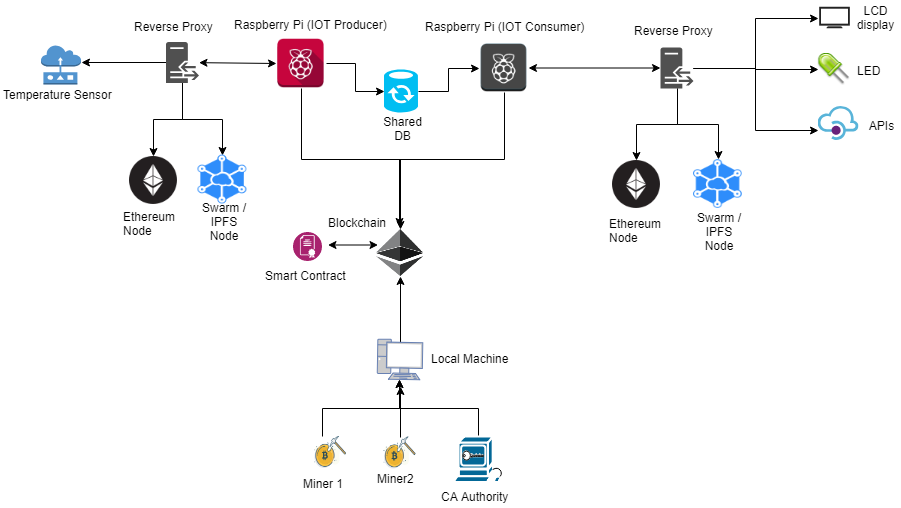 Reverse Proxy
Raspberry Pi (IOT Producer)
Raspberry Pi (IOT Consumer)
Reverse Proxy
LCD
display
LED
APIs
Temperature Sensor
Shared
DB
Ethereum
Node
Swarm /
IPFS
Node
Ethereum
Node
Swarm /
IPFS
Node
Blockchain
Smart Contract
Local Machine
Miner 1
Miner2
CA Authority